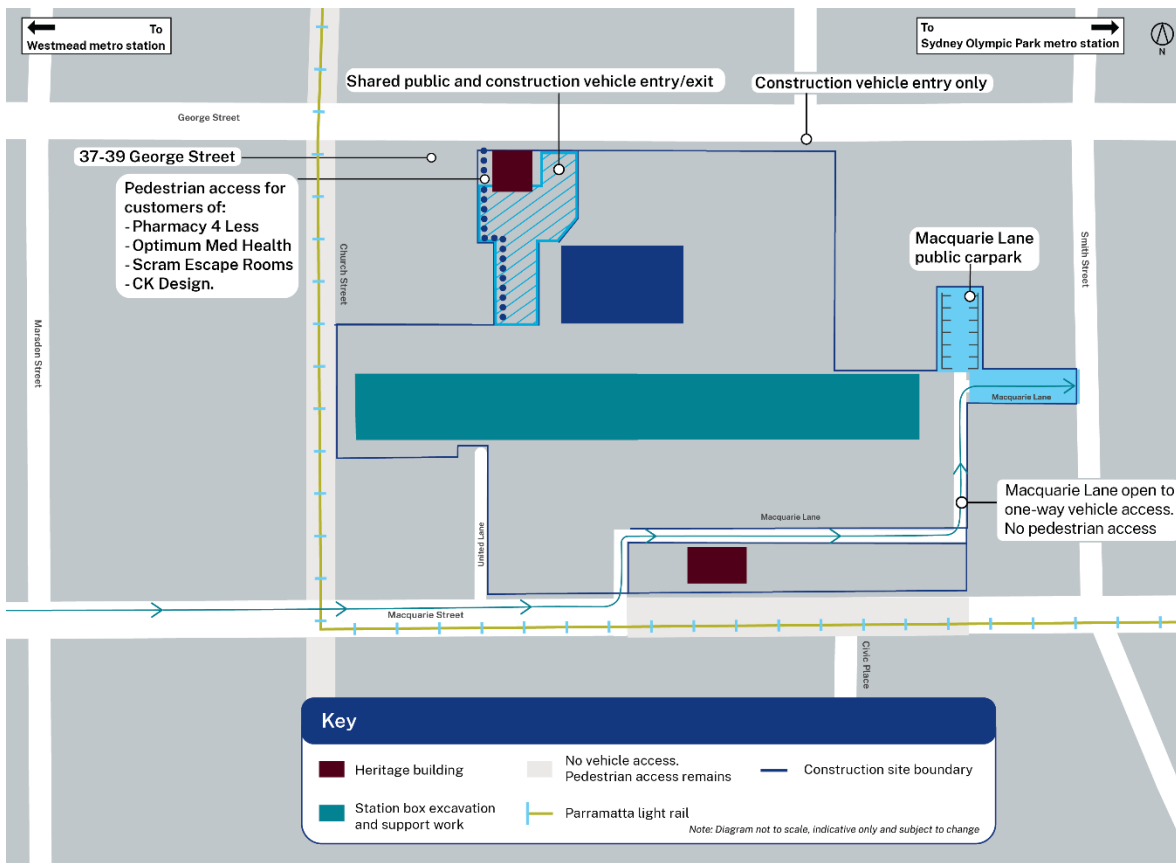 To
Westmead metro station
To
Sydney Olympic Park metro station
N
Shared public and construction vehicle entry/exit
Construction vehicle entry only
George Street
37-39 George Street
Pedestrian access for
customers of:
- Pharmacy 4 Less
- Optimum Med Health
- Scram Escape Rooms
- CK Design.
Macquarie Lane
public carpark
Church Street
Smith Street
Marsden Street
Macquarie Lane
Macquarie Lane open to
one-way vehicle access.
No pedestrian access
Macquarie Lane
United Lane
Macquarie Street
Civic Place
Key
Heritage building
No vehicle access.
Pedestrian access remains
Construction site boundary
Station box excavation
and support work
Parramatta light rail
Note: Diagram not to scale, indicative only and subject to change